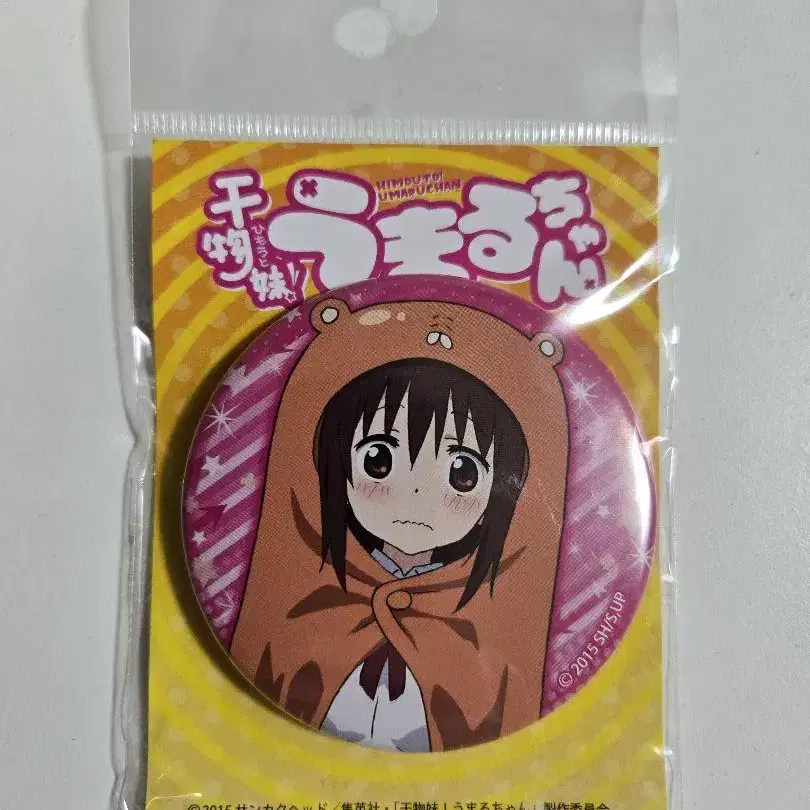 HIMOUTO!
UMARUCHAN
干物妹!
ひもうと
うまるちゃん
© 2015 SH/S,UP
©2015 サンカクヘッド/集英社・「干物妹!うまるちゃん」製作委員会